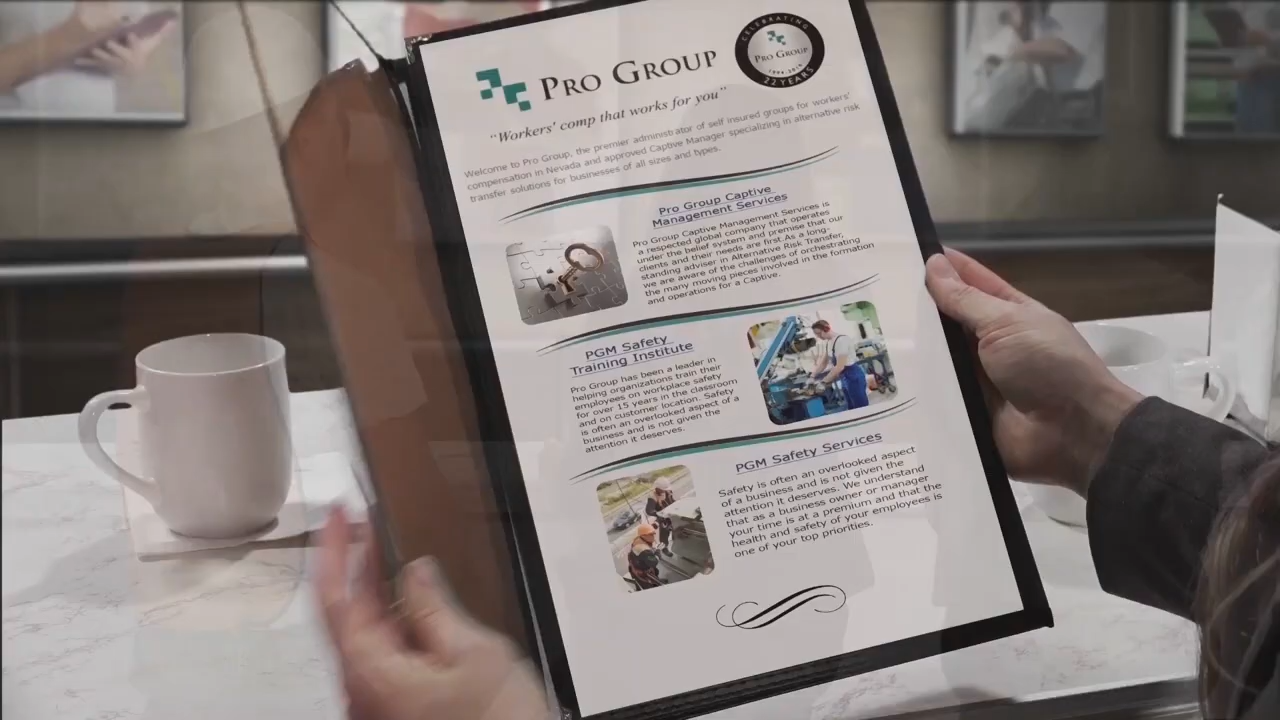 CELEBRATING
PRO GROUP
22 YEARS
PRO GROUP
"Workers' comp that works for you"
Welcome to Pro Group, the premier administrator of self insured groups for workers'
compensation in Nevada and approved Captive Manager specializing in alternative risk
transfer solutions for businesses of all sizes and types.
Pro Group Captive
Management Services
Pro Group Captive Management Services is
a respected global company that operates
under the belief system and premise that our
clients and their needs are first.As a long-
standing adviser in Alternative Risk Transfer,
we are aware of the challenges of orchestrating
the many moving pieces involved in the formation
and operations for a Captive.
PGM Safety
Training Institute
Pro Group has been a leader in
helping organizations train their
employees on workplace safety
for over 15 years in the classroom
and on customer location. Safety
is often an overlooked aspect of a
business and is not given the
attention it deserves.
PGM Safety Services
Safety is often an overlooked aspect
of a business and is not given the
attention it deserves. We understand
that as a business owner or manager
your time is at a premium and that the
health and safety of your employees is
one of your top priorities.